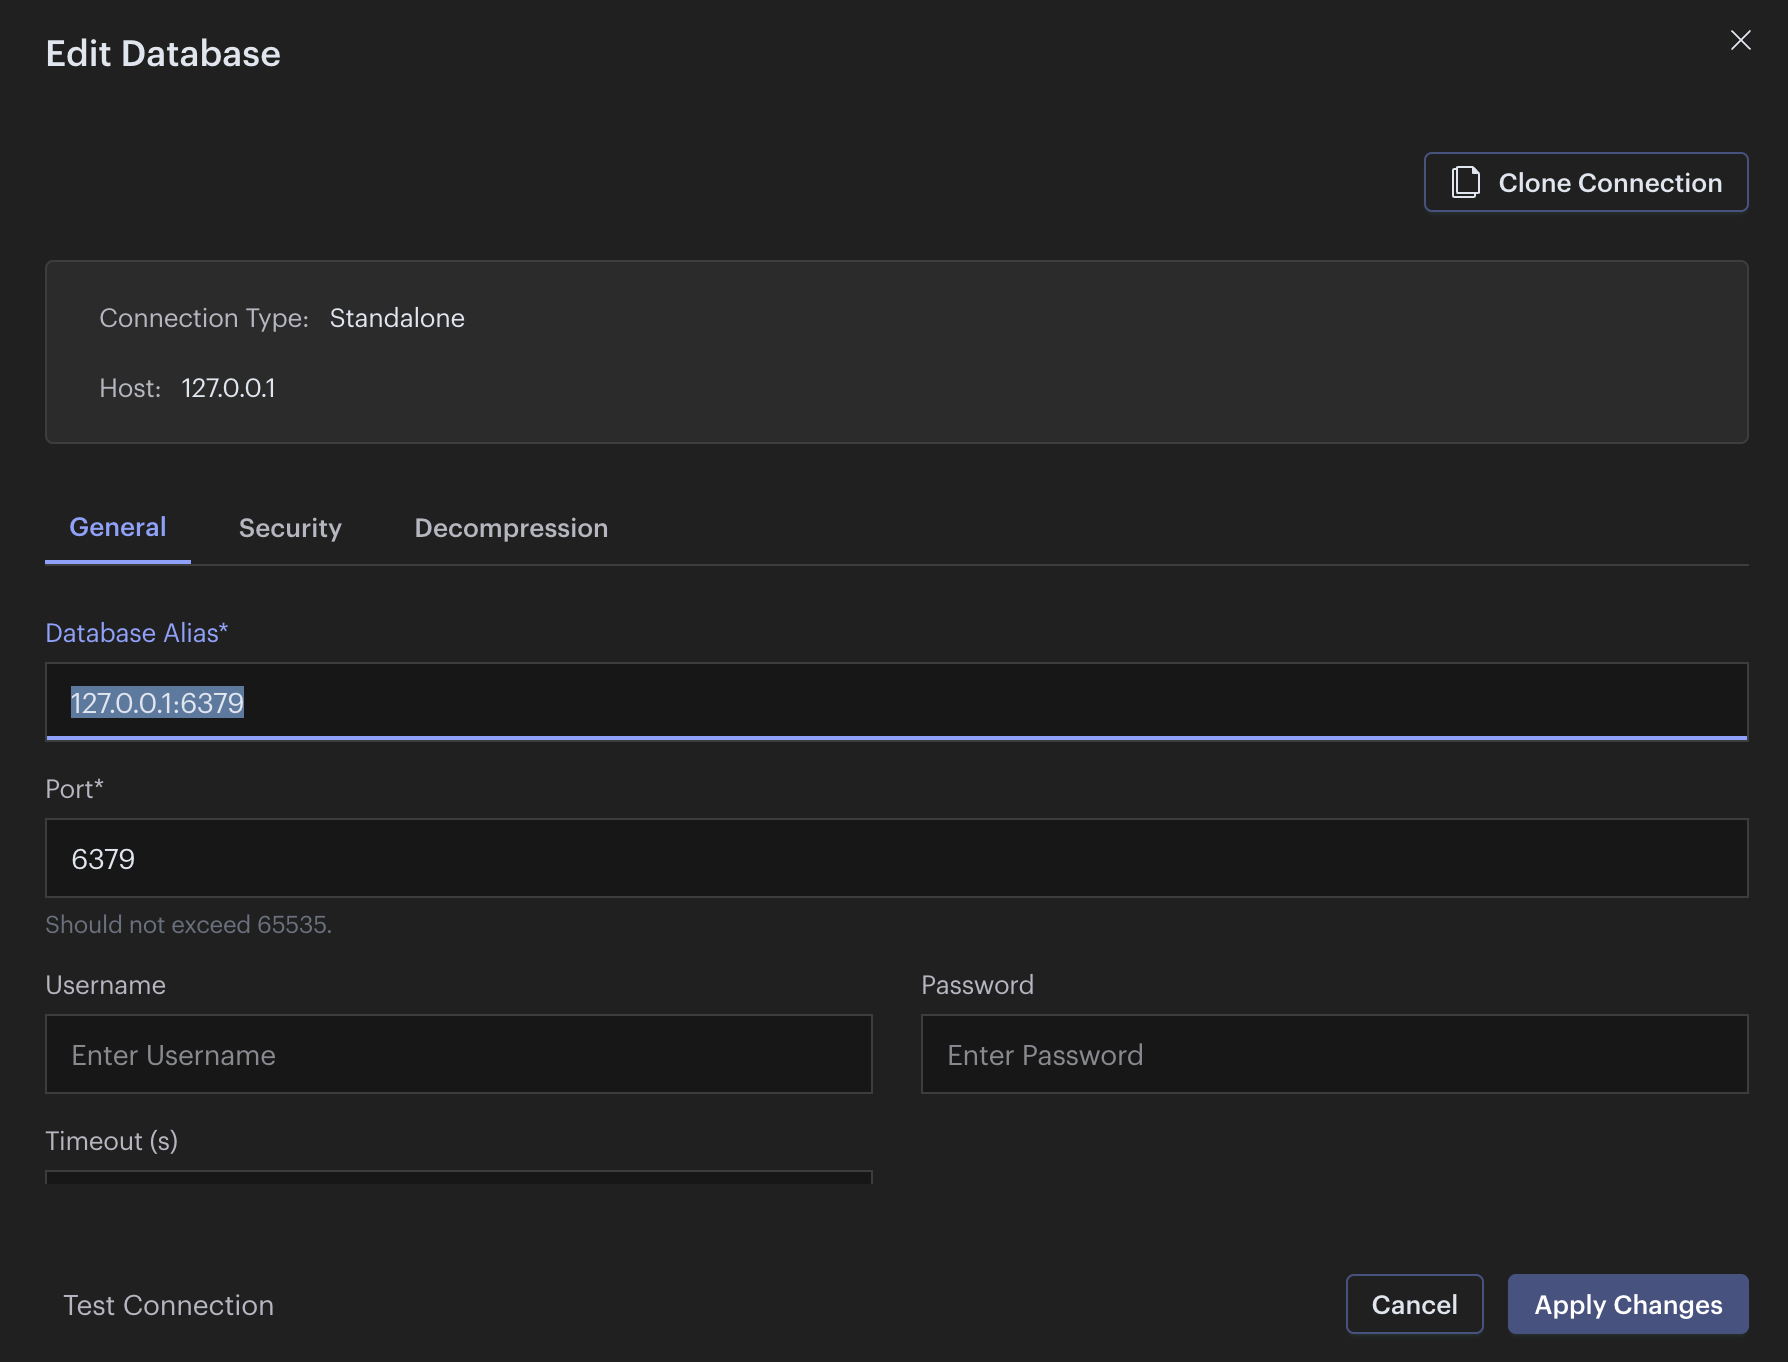 Edit Database
Clone Connection
Connection Type: Standalone
Host: 127.0.0.1
General Security Decompression
Database Alias*
127.0.0.1:6379
Port*
6379
Should not exceed 65535.
Username Password
Enter Username Enter Password
Timeout (s)
Test Connection Cancel Apply Changes